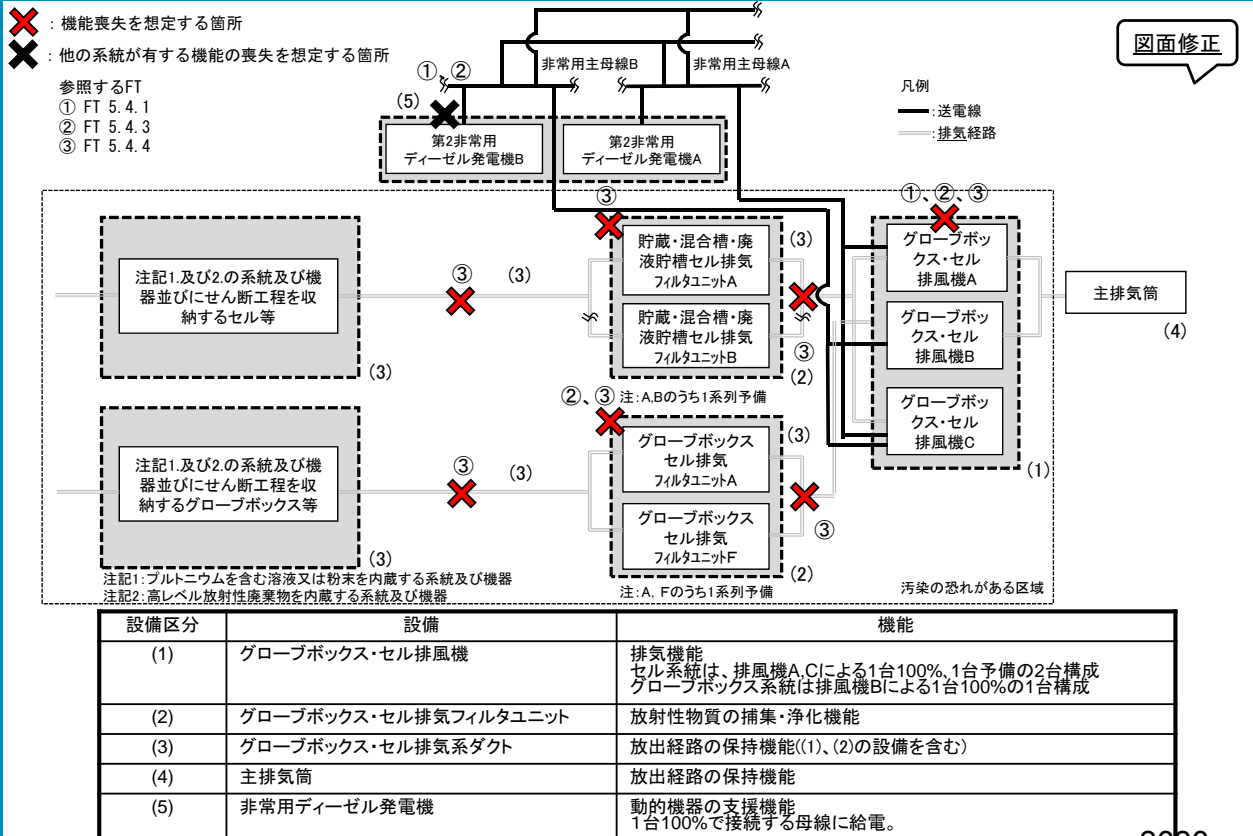 ：機能喪失を想定する箇所
：他の系統が有する機能の喪失を想定する箇所
参照するFT
① FT 5.4.1
② FT 5.4.3
③ FT 5.4.4
図面修正
凡例
：送電線
：排気経路
非常用主母線B
非常用主母線A
①、②
(5)
第2非常用
ディーゼル発電機B
第2非常用
ディーゼル発電機A
注記1.及び2.の系統及び機
器並びにせん断工程を収
納するセル等
(3)
③
(3)
③
貯蔵・混合槽・廃
液貯槽セル排気
フィルタユニットA
(3)
貯蔵・混合槽・廃
液貯槽セル排気
フィルタユニットB
③
(2)
注:A,Bのうち1系列予備
①、②、③
グローブボッ
クス・セル
排風機A
グローブボッ
クス・セル
排風機B
グローブボッ
クス・セル
排風機C
(1)
主排気筒
(4)
注記1.及び2.の系統及び機
器並びにせん断工程を収
納するグローブボックス等
(3)
③
(3)
②、③
グローブボックス
セル排気
フィルタユニットA
(3)
グローブボックス
セル排気
フィルタユニットF
③
(2)
注:A, Fのうち1系列予備
注記1:プルトニウムを含む溶液又は粉末を内蔵する系統及び機器
注記2:高レベル放射性廃棄物を内蔵する系統及び機器
汚染の恐れがある区域
設備区分 設備 機能
(1) グローブボックス・セル排風機 排気機能
セル系統は、排風機A,Cによる1台100%、1台予備の2台構成
グローブボックス系統は排風機Bによる1台100%の1台構成
(2) グローブボックス・セル排気フィルタユニット 放射性物質の捕集・浄化機能
(3) グローブボックス・セル排気系ダクト 放出経路の保持機能((1)、(2)の設備を含む)
(4) 主排気筒 放出経路の保持機能
(5) 非常用ディーゼル発電機 動的機器の支援機能
1台100%で接続する母線に給電。